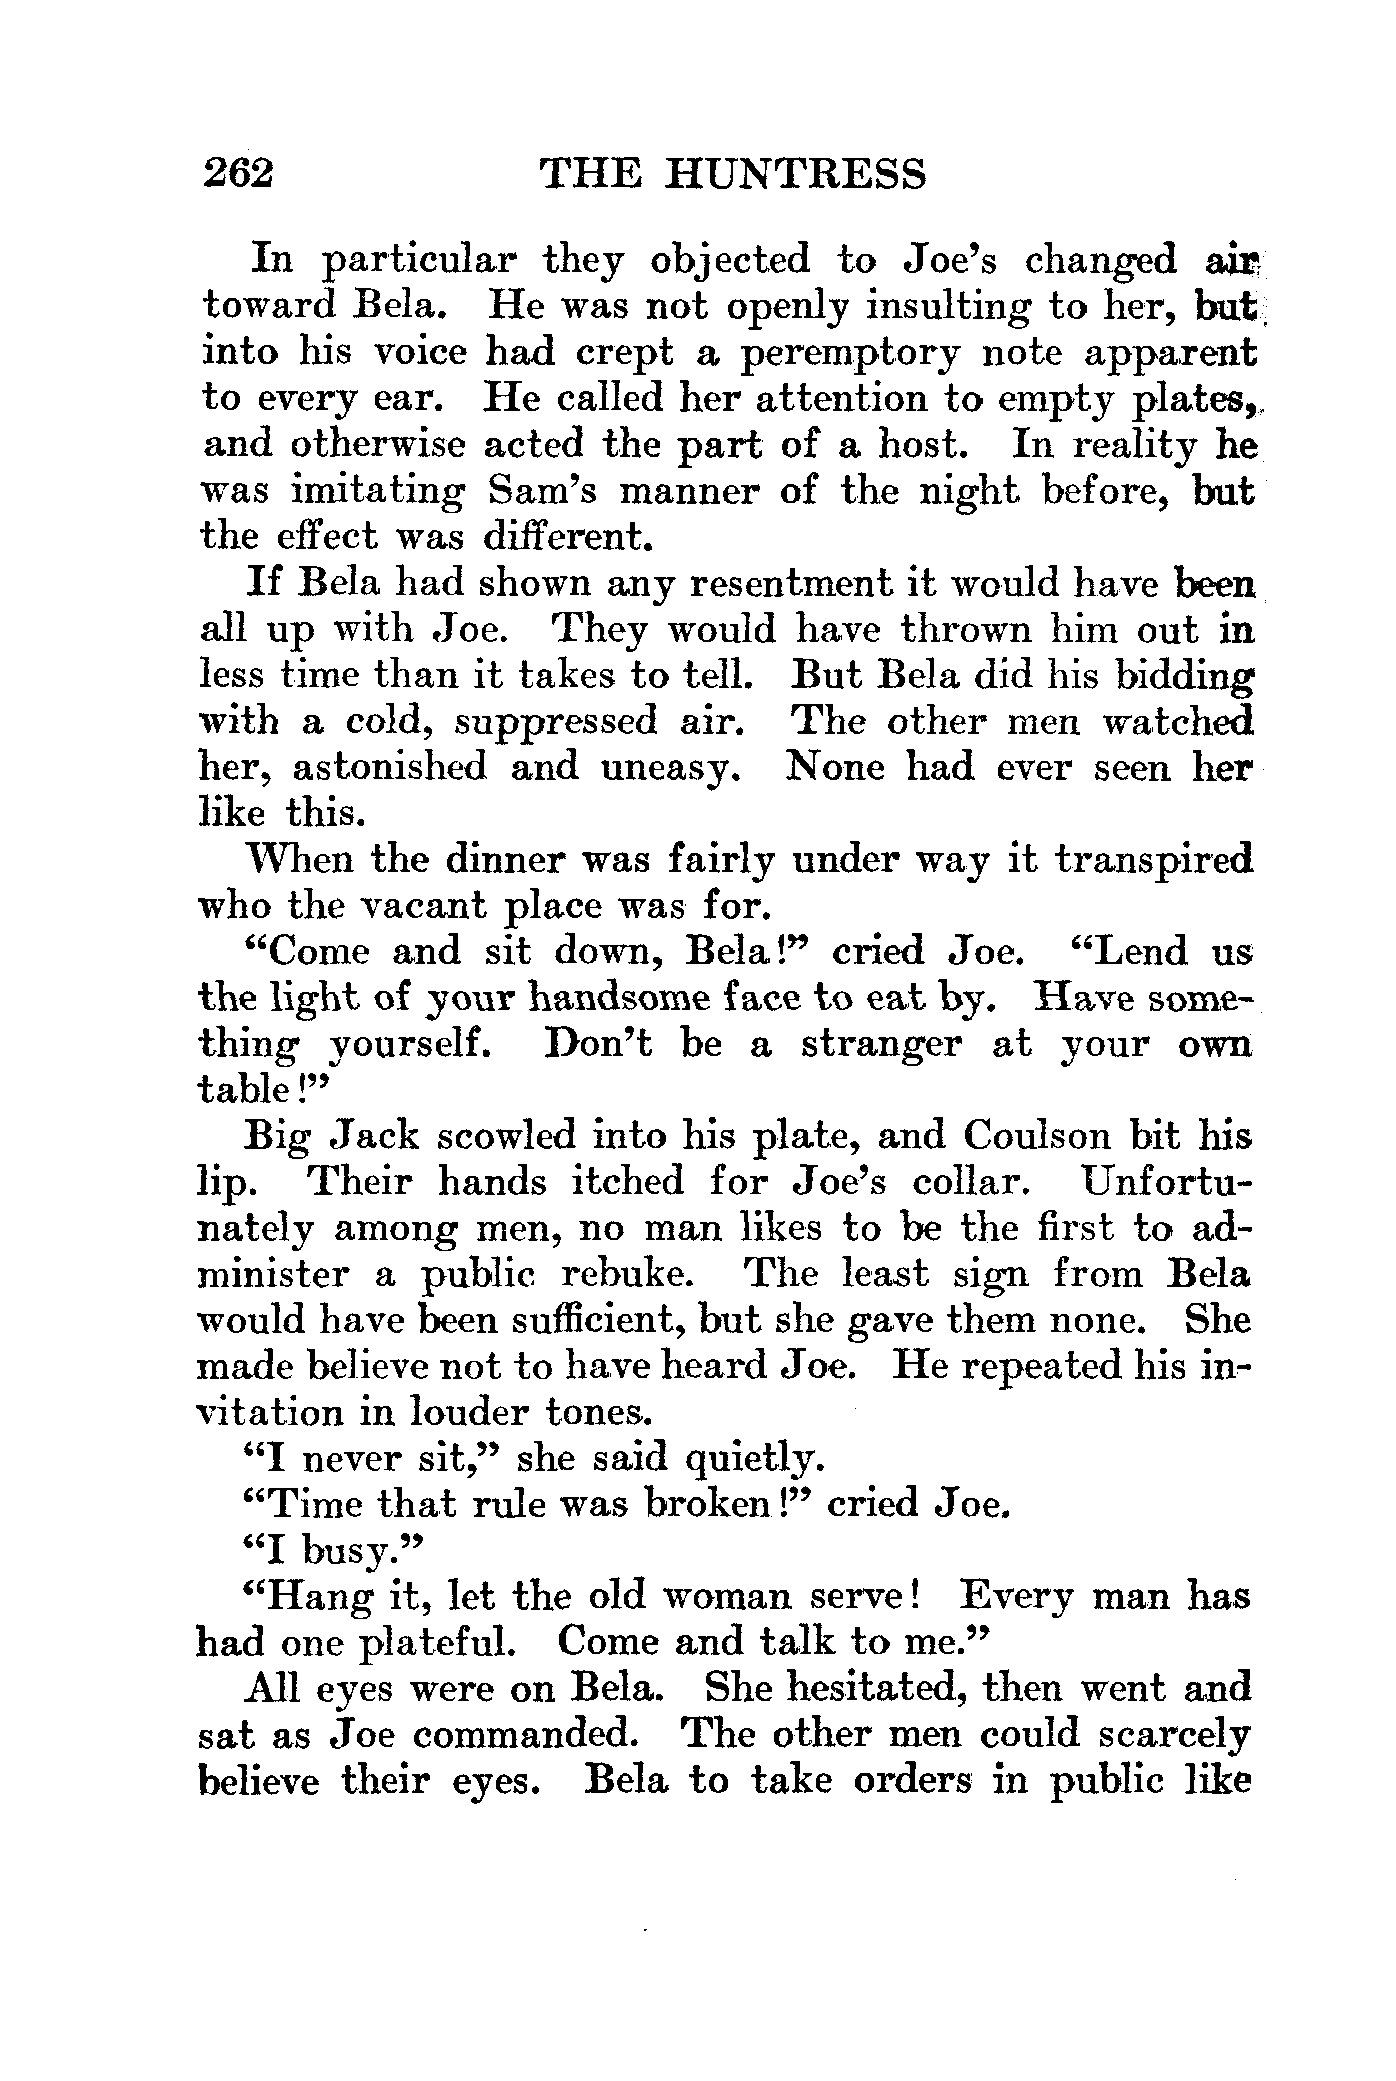 262 THE HUNTRESS
In particular they objected to Joe's changed air
toward Bela. He was not openly insulting to her, but
into his voice had crept a peremptory note apparent
to every ear. He called her attention to empty plates,
and otherwise acted the part of a host. In reality he
was imitating Sam's manner of the night before, but
the effect was different.
If Bela had shown any resentment it would have been
all up with Joe. They would have thrown him out in
less time than it takes to tell. But Bela did his bidding
with a cold, suppressed air. The other men watched
her, astonished and uneasy. None had ever seen her
like this.
When the dinner was fairly under way it transpired
who the vacant place was for.
“Come and sit down, Bela!” cried Joe. “Lend us
the light of your handsome face to eat by. Have some-
thing yourself. Don't be a stranger at your own
table!”
Big Jack scowled into his plate, and Coulson bit his
lip. Their hands itched for Joe's collar. Unfortu-
nately among men, no man likes to be the first to ad-
minister a public rebuke. The least sign from Bela
would have been sufficient, but she gave them none. She
made believe not to have heard Joe. He repeated his in-
vitation in louder tones.
“I never sit,” she said quietly.
“Time that rule was broken!” cried Joe.
“I busy.”
“Hang it, let the old woman serve! Every man has
had one plateful. Come and talk to me.”
All eyes were on Bela. She hesitated, then went and
sat as Joe commanded. The other men could scarcely
believe their eyes. Bela to take orders in public like